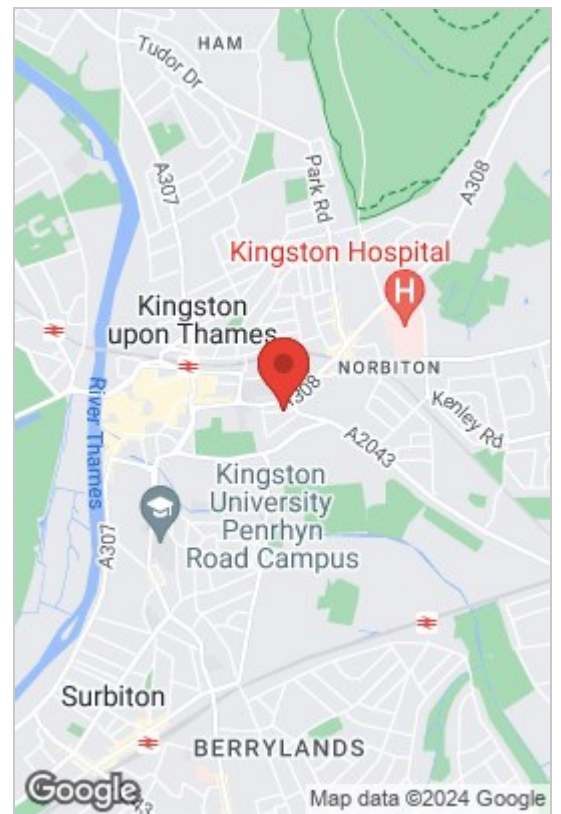 HAM
Tudor Dr
A307
Park Rd
A308
Kingston Hospital
H
Kingston
upon Thames
NORBITON
A308
Kenley Rd
A2043
River Thames
Kingston
University
Penrhyn
Road Campus
A307
Surbiton
BERRYLANDS
Google
43
Map data ©2024 Google